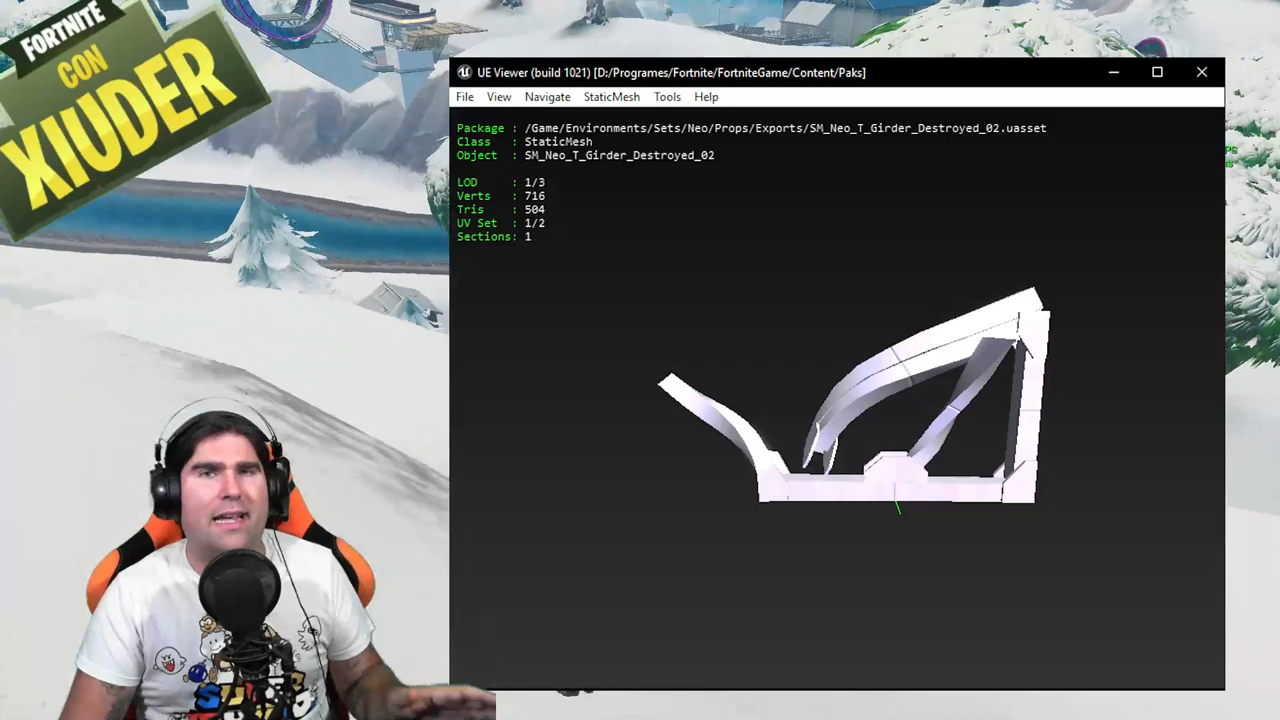 FORTNITE
CON
XIUDER
UE Viewer (build 1021) [D:/Programes/Fortnite/FortniteGame/Content/Paks]
File View Navigate StaticMesh Tools Help
Package : /Game/Environments/Sets/Neo/Props/Exports/SM_Neo_T_Girder_Destroyed_02.uasset
Class : StaticMesh
Object : SM_Neo_T_Girder_Destroyed_02
LOD : 1/3
Verts : 716
Tris : 504
UV Set : 1/2
Sections: 1
SUPER